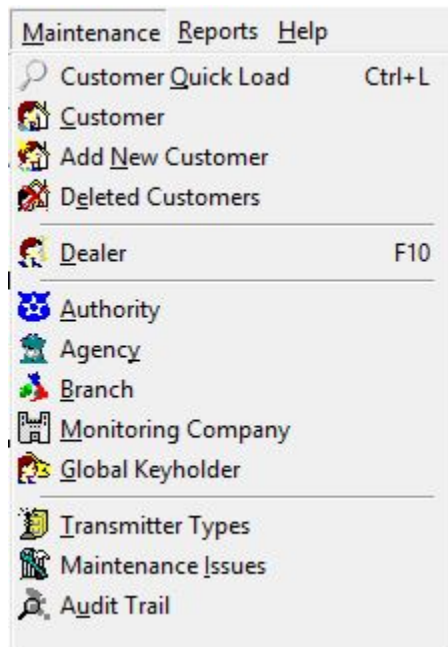 Maintenance Reports Help
Customer Quick Load Ctrl+L
Customer
Add New Customer
Deleted Customers
Dealer F10
Authority
Agency
Branch
Monitoring Company
Global Keyholder
Transmitter Types
Maintenance Issues
Audit Trail